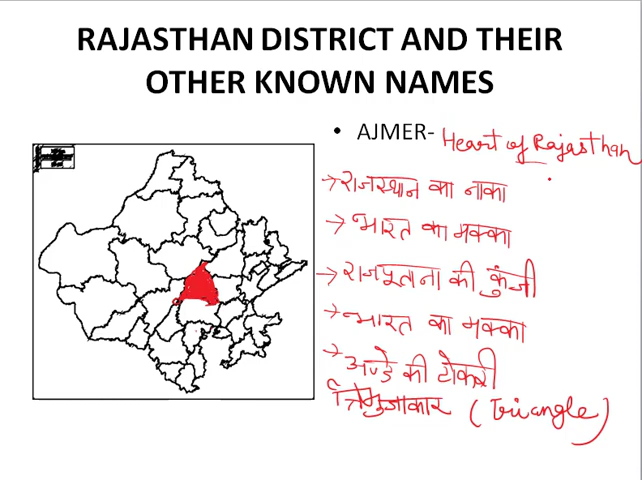 RAJASTHAN DISTRICT AND THEIR
OTHER KNOWN NAMES
• AJMER- Heart of Rajasthan
→ राजस्थान का नाका
→ भारत का मक्का
→ राजपूताना की कुंजी
→ भारत का मक्का
→ अण्डे की टोकरी
त्रिभुजाकार (Triangle)